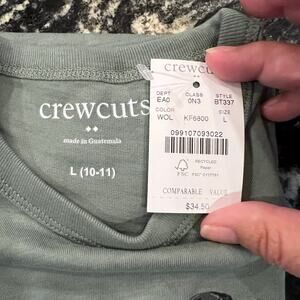 crewcuts
made in Guatemala
L (10-11)
crewcuts
DEPT CLASS STYLE
EA0 0N3 BT337
COLOR SIZE
WOL KF6800 L
099107093022
RECYCLED
Paper
FSC
COMPARABLE VALUE
$34.50